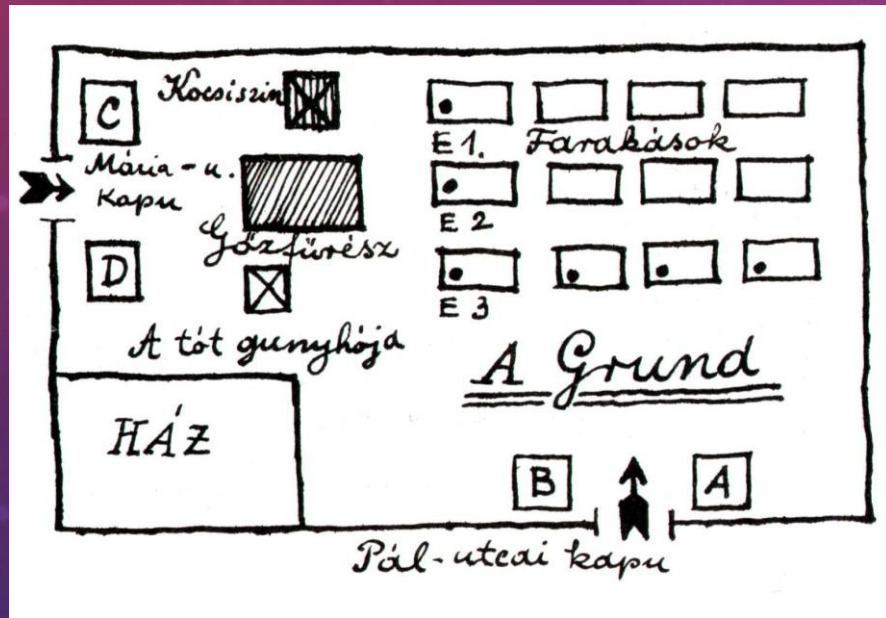 C
Kocsiszín
E 1. Farakások
Mária-u.
Kapu
E 2
Gőzfűrész
D
E 3
A tót gunyhója
A Grund
HÁZ
B
A
Pál-utcai kapu